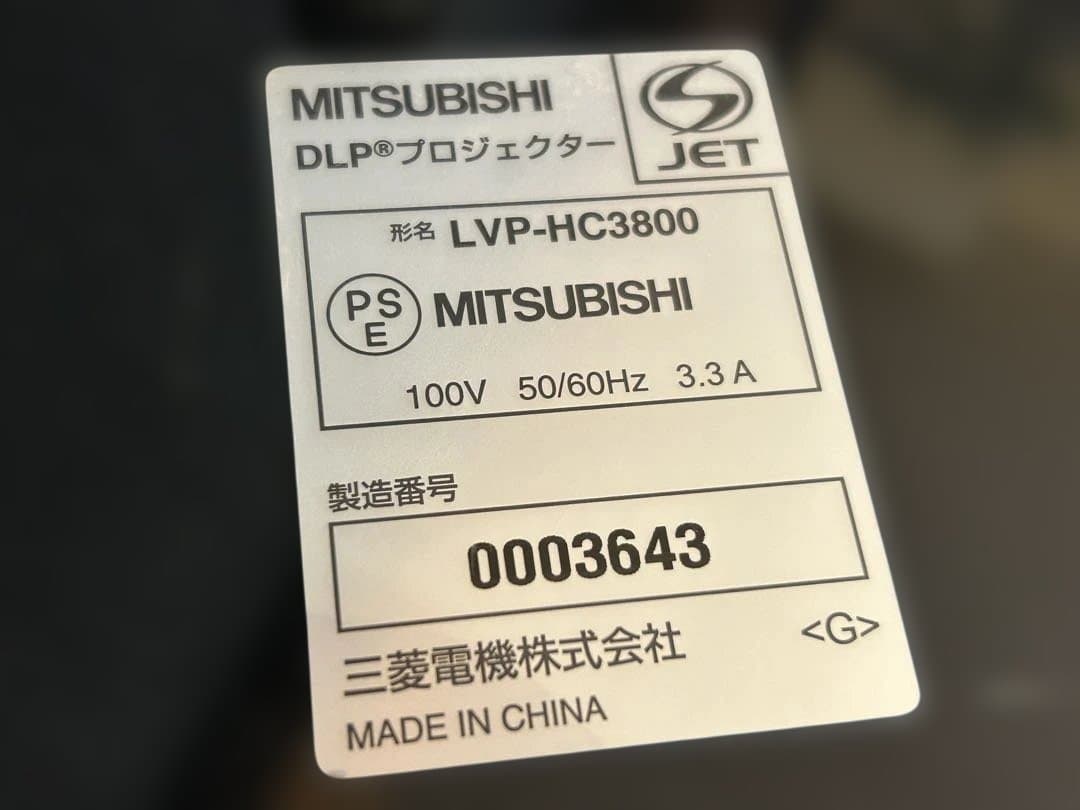 MITSUBISHI
DLP®プロジェクター
JET
形名 LVP-HC3800
PSE MITSUBISHI
100V 50/60Hz 3.3 A
製造番号
0003643
三菱電機株式会社 <G>
MADE IN CHINA